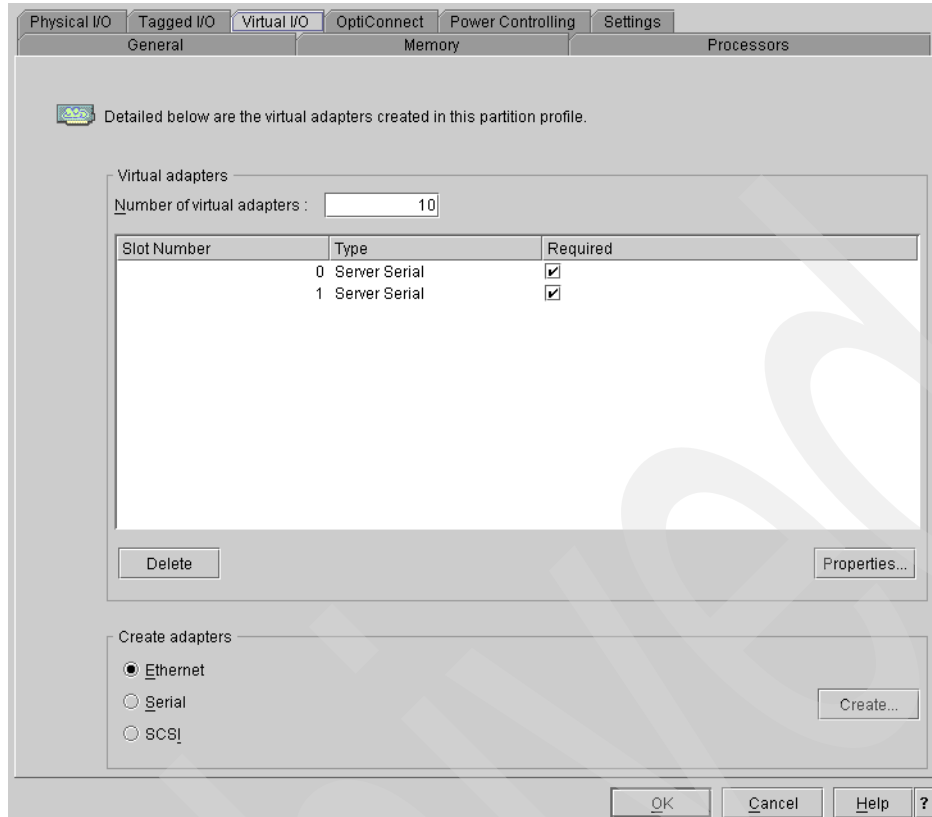 Physical I/O Tagged I/O Virtual I/O OptiConnect Power Controlling Settings
General Memory Processors
Detailed below are the virtual adapters created in this partition profile.
Virtual adapters
Number of virtual adapters : 10
Slot Number Type Required
0 Server Serial
1 Server Serial
Delete Properties...
Create adapters
Ethernet
Serial
Create...
SCSI
OK Cancel Help ?